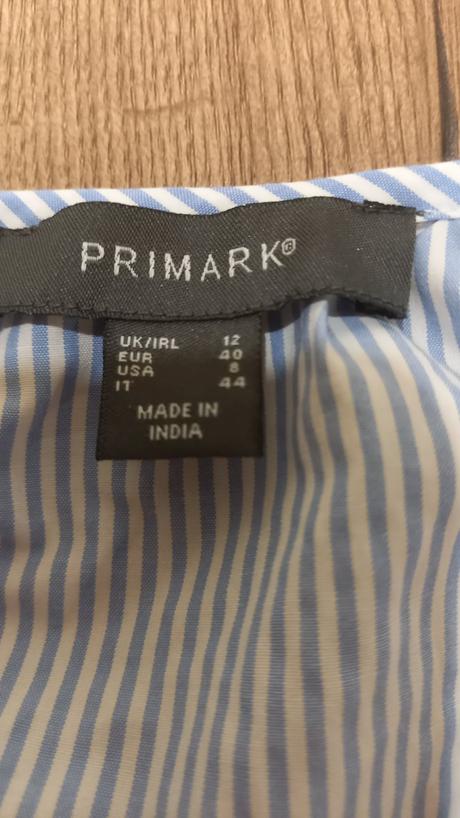 PRIMARK®
UK/IRL 12
EUR 40
USA 8
IT 44
MADE IN
INDIA